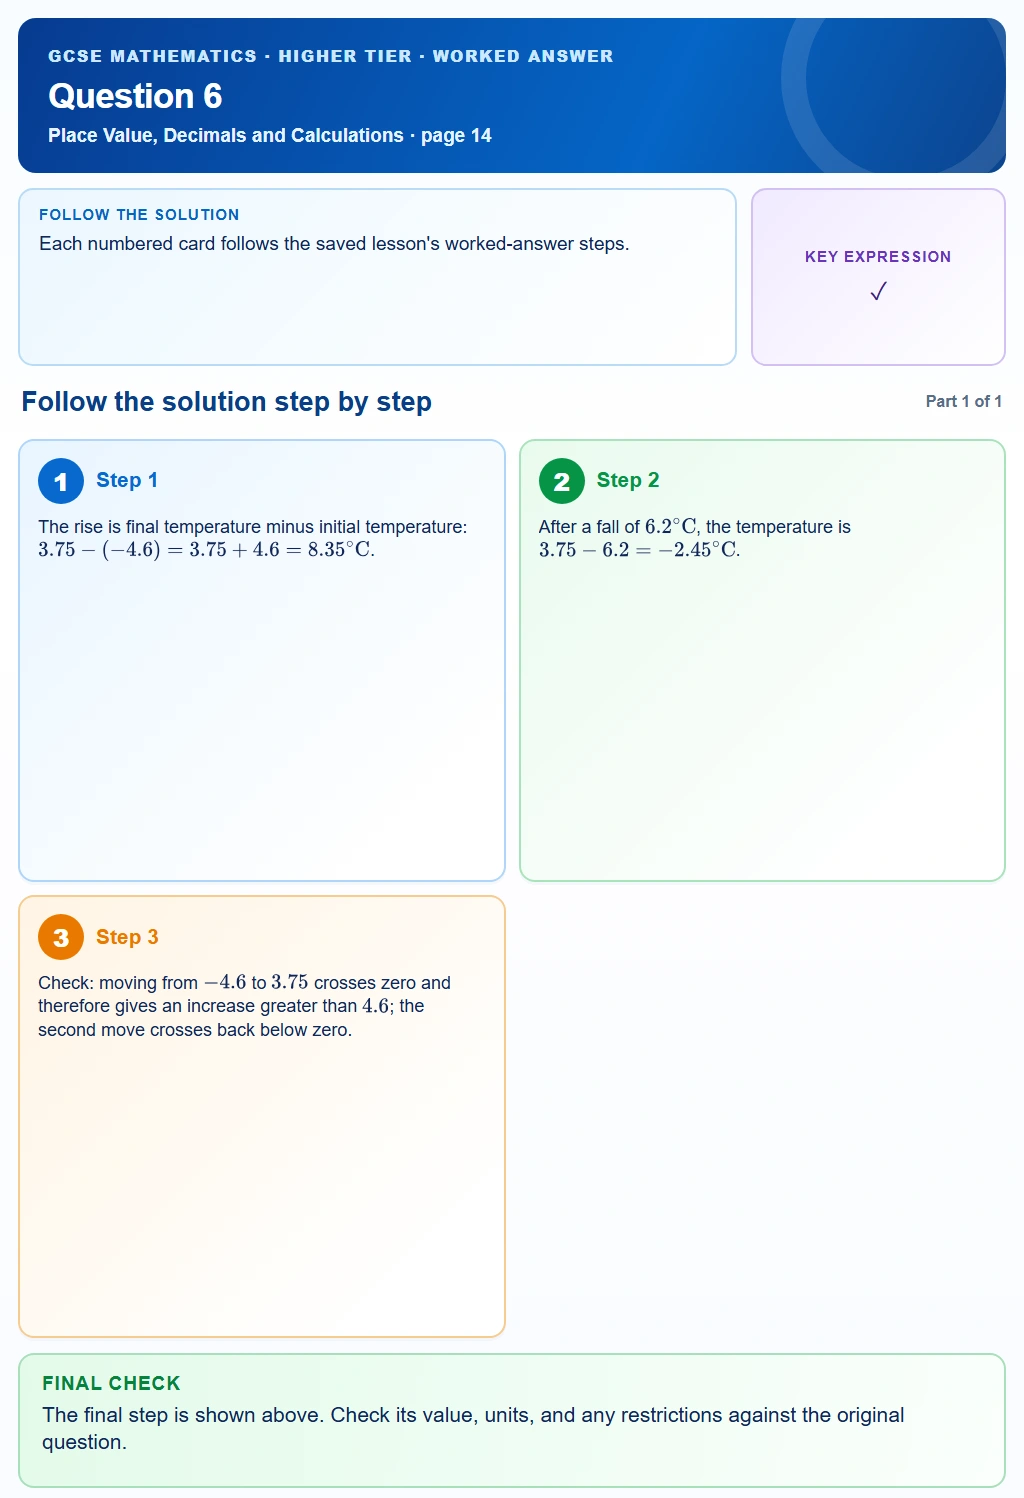 GCSE MATHEMATICS · HIGHER TIER · WORKED ANSWER
Question 6
Place Value, Decimals and Calculations · page 14
FOLLOW THE SOLUTION
Each numbered card follows the saved lesson's worked-answer steps.
KEY EXPRESSION
✓
Follow the solution step by step
Part 1 of 1
1 Step 1
The rise is final temperature minus initial temperature:
3.75 − (−4.6) = 3.75 + 4.6 = 8.35°C.
2 Step 2
After a fall of 6.2°C, the temperature is
3.75 − 6.2 = −2.45°C.
3 Step 3
Check: moving from −4.6 to 3.75 crosses zero and
therefore gives an increase greater than 4.6; the
second move crosses back below zero.
FINAL CHECK
The final step is shown above. Check its value, units, and any restrictions against the original
question.